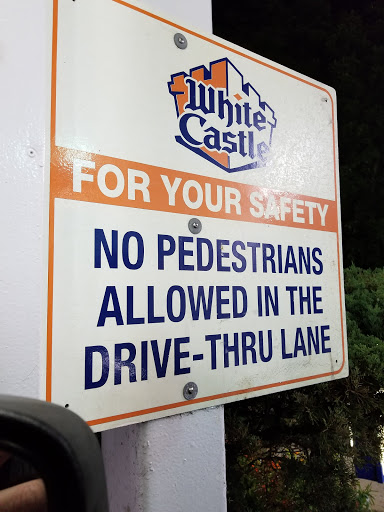 White
Castle
FOR YOUR SAFETY
NO PEDESTRIANS
ALLOWED IN THE
DRIVE-THRU LANE